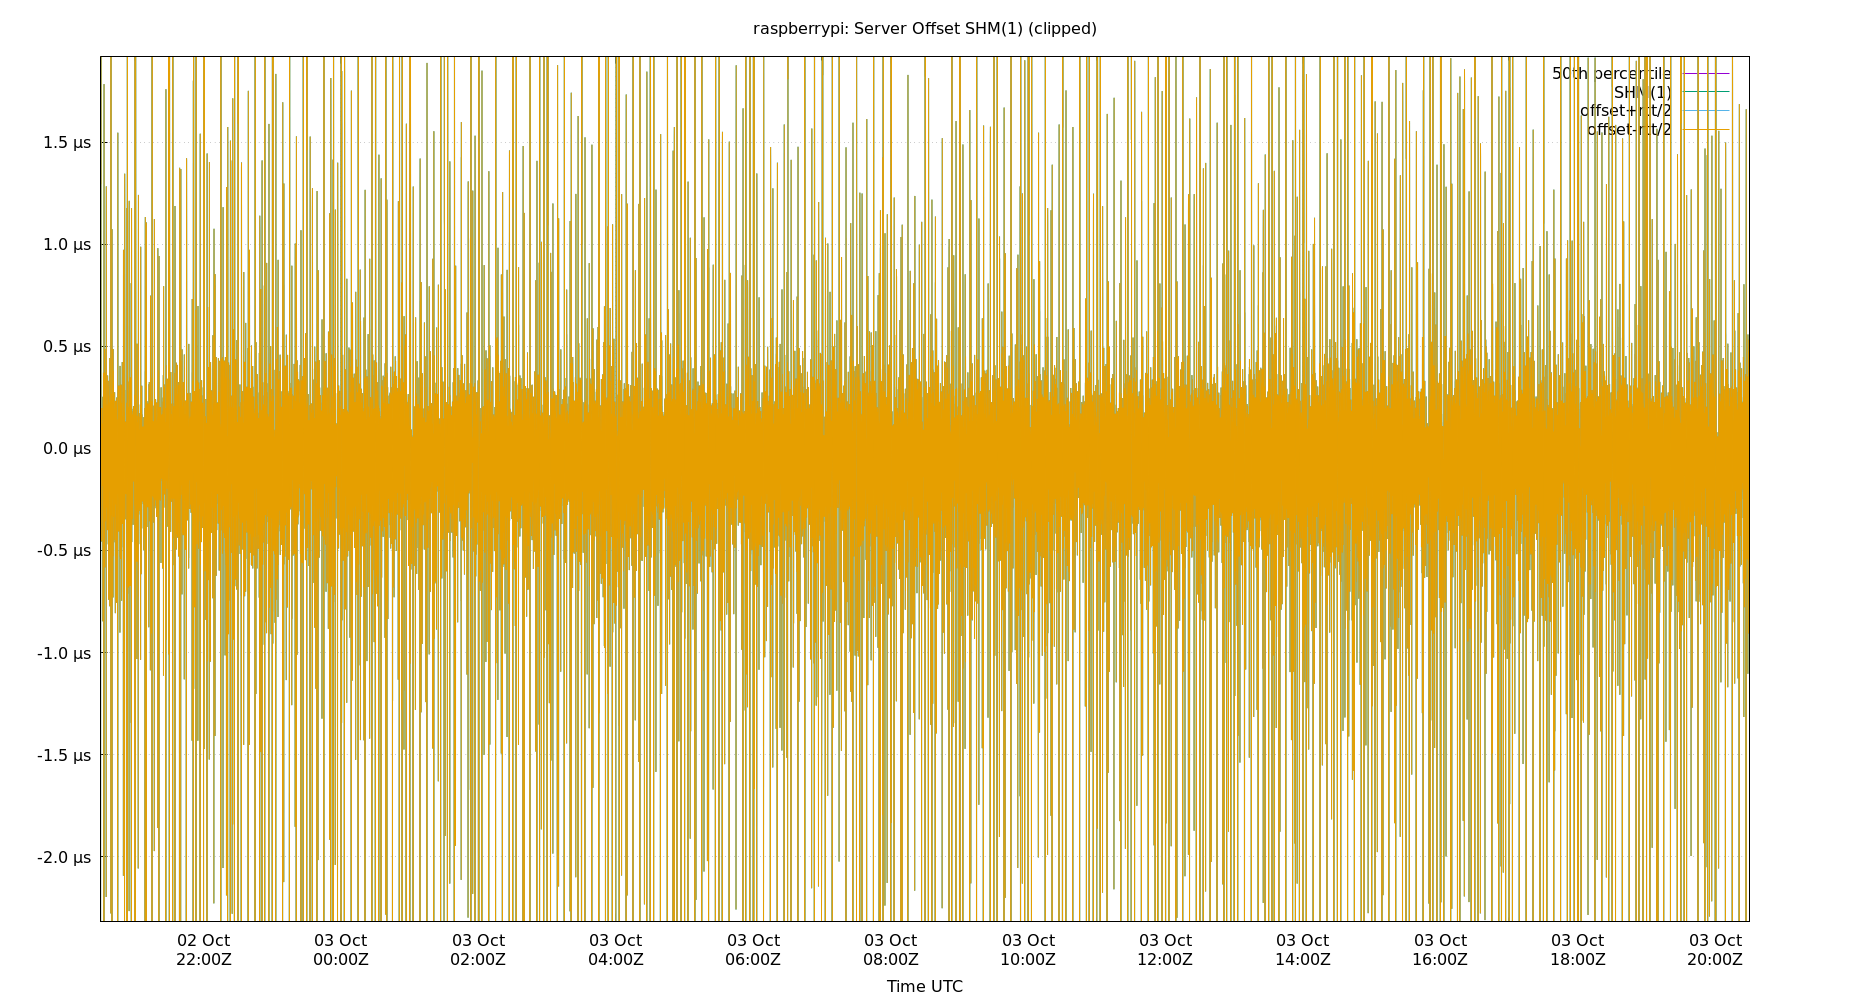 raspberrypi: Server Offset SHM(1) (clipped)
50th percentile
SHM(1)
offset+rtt/2
offset-rtt/2
1.5 µs
1.0 µs
0.5 µs
0.0 µs
-0.5 µs
-1.0 µs
-1.5 µs
-2.0 µs
02 Oct 03 Oct 03 Oct 03 Oct 03 Oct 03 Oct 03 Oct 03 Oct 03 Oct 03 Oct 03 Oct 03 Oct
22:00Z 00:00Z 02:00Z 04:00Z 06:00Z 08:00Z 10:00Z 12:00Z 14:00Z 16:00Z 18:00Z 20:00Z
Time UTC